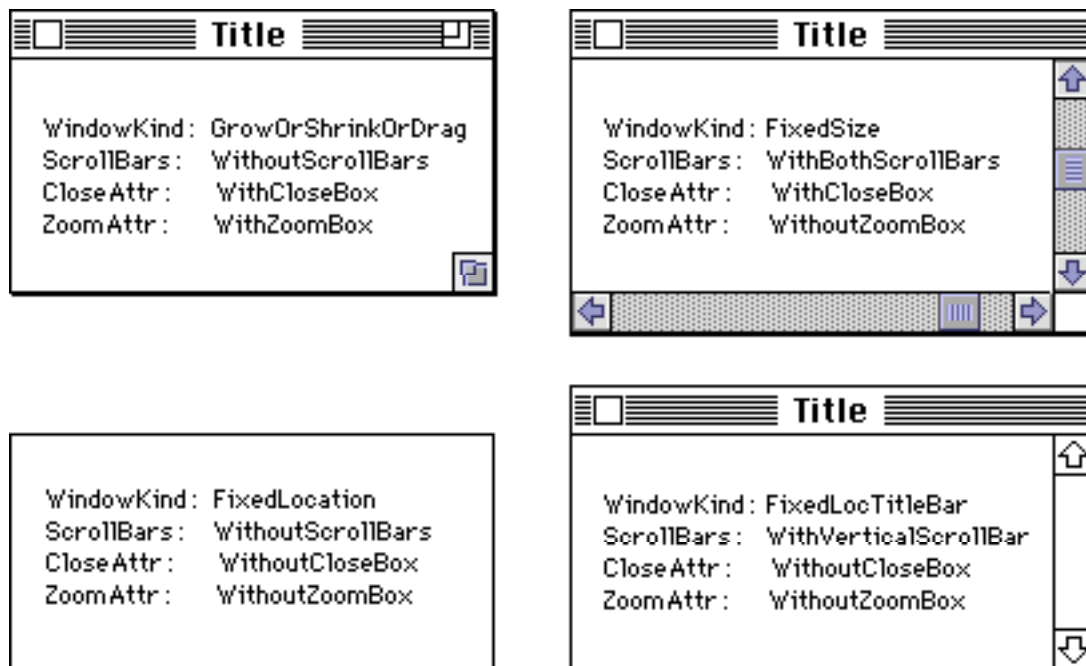 Title
WindowKind: GrowOrShrinkOrDrag
ScrollBars: WithoutScrollBars
CloseAttr: WithCloseBox
ZoomAttr: WithZoomBox
Title
WindowKind: FixedSize
ScrollBars: WithBothScrollBars
CloseAttr: WithCloseBox
ZoomAttr: WithoutZoomBox
WindowKind: FixedLocation
ScrollBars: WithoutScrollBars
CloseAttr: WithoutCloseBox
ZoomAttr: WithoutZoomBox
Title
WindowKind: FixedLocTitleBar
ScrollBars: WithVerticalScrollBar
CloseAttr: WithoutCloseBox
ZoomAttr: WithoutZoomBox